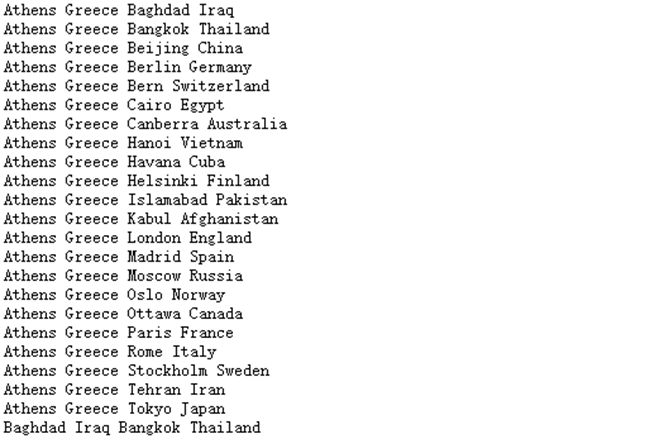 Athens Greece Baghdad Iraq
Athens Greece Bangkok Thailand
Athens Greece Beijing China
Athens Greece Berlin Germany
Athens Greece Bern Switzerland
Athens Greece Cairo Egypt
Athens Greece Canberra Australia
Athens Greece Hanoi Vietnam
Athens Greece Havana Cuba
Athens Greece Helsinki Finland
Athens Greece Islamabad Pakistan
Athens Greece Kabul Afghanistan
Athens Greece London England
Athens Greece Madrid Spain
Athens Greece Moscow Russia
Athens Greece Oslo Norway
Athens Greece Ottawa Canada
Athens Greece Paris France
Athens Greece Rome Italy
Athens Greece Stockholm Sweden
Athens Greece Tehran Iran
Athens Greece Tokyo Japan
Baghdad Iraq Bangkok Thailand